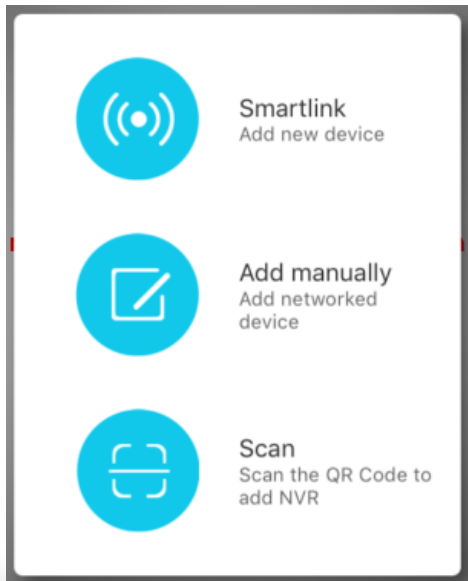 Smartlink
Add new device
Add manually
Add networked
device
Scan
Scan the QR Code to
add NVR